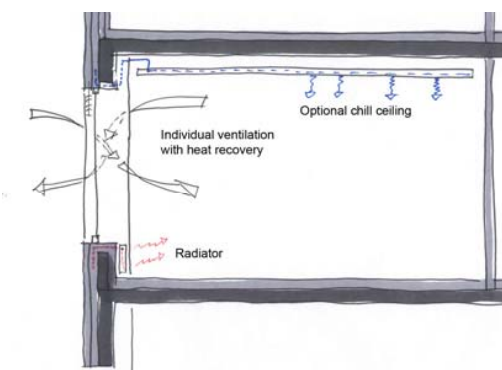 Optional chill ceiling
Individual ventilation
with heat recovery
Radiator